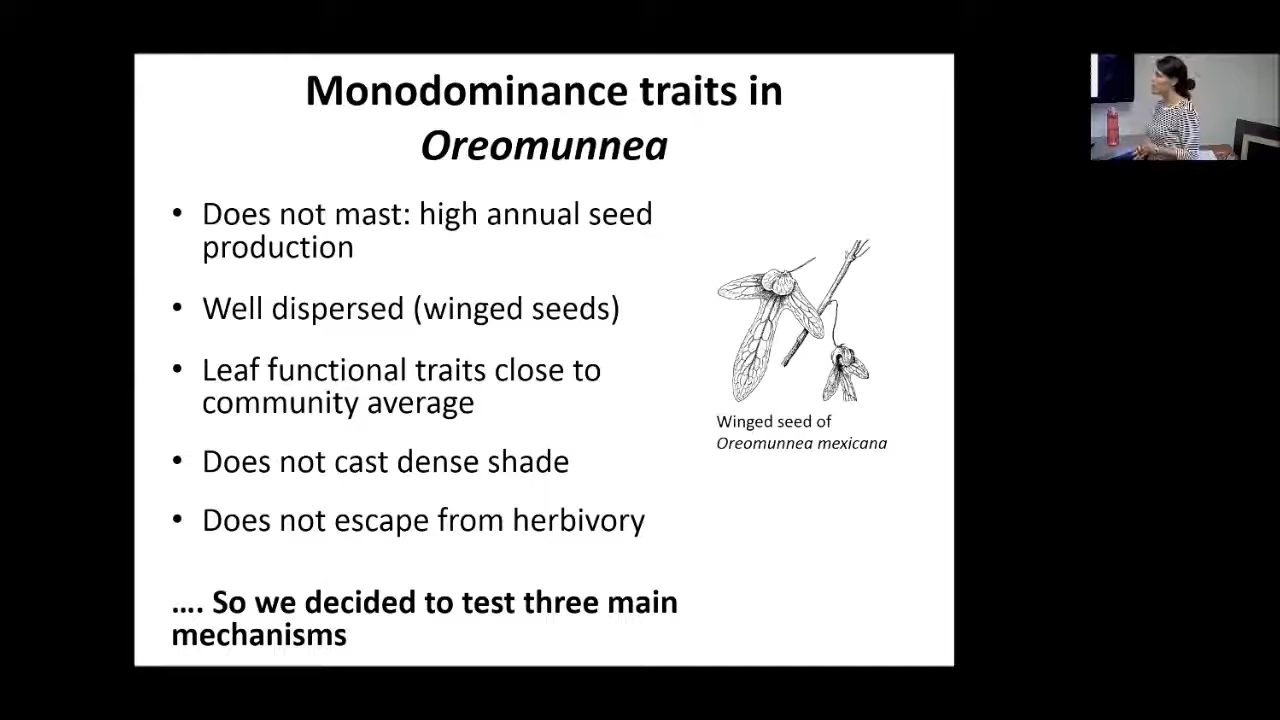 Monodominance traits in
Oreomunnea
• Does not mast: high annual seed
production
• Well dispersed (winged seeds)
• Leaf functional traits close to
community average
• Does not cast dense shade
• Does not escape from herbivory
.... So we decided to test three main
mechanisms
Winged seed of
Oreomunnea mexicana